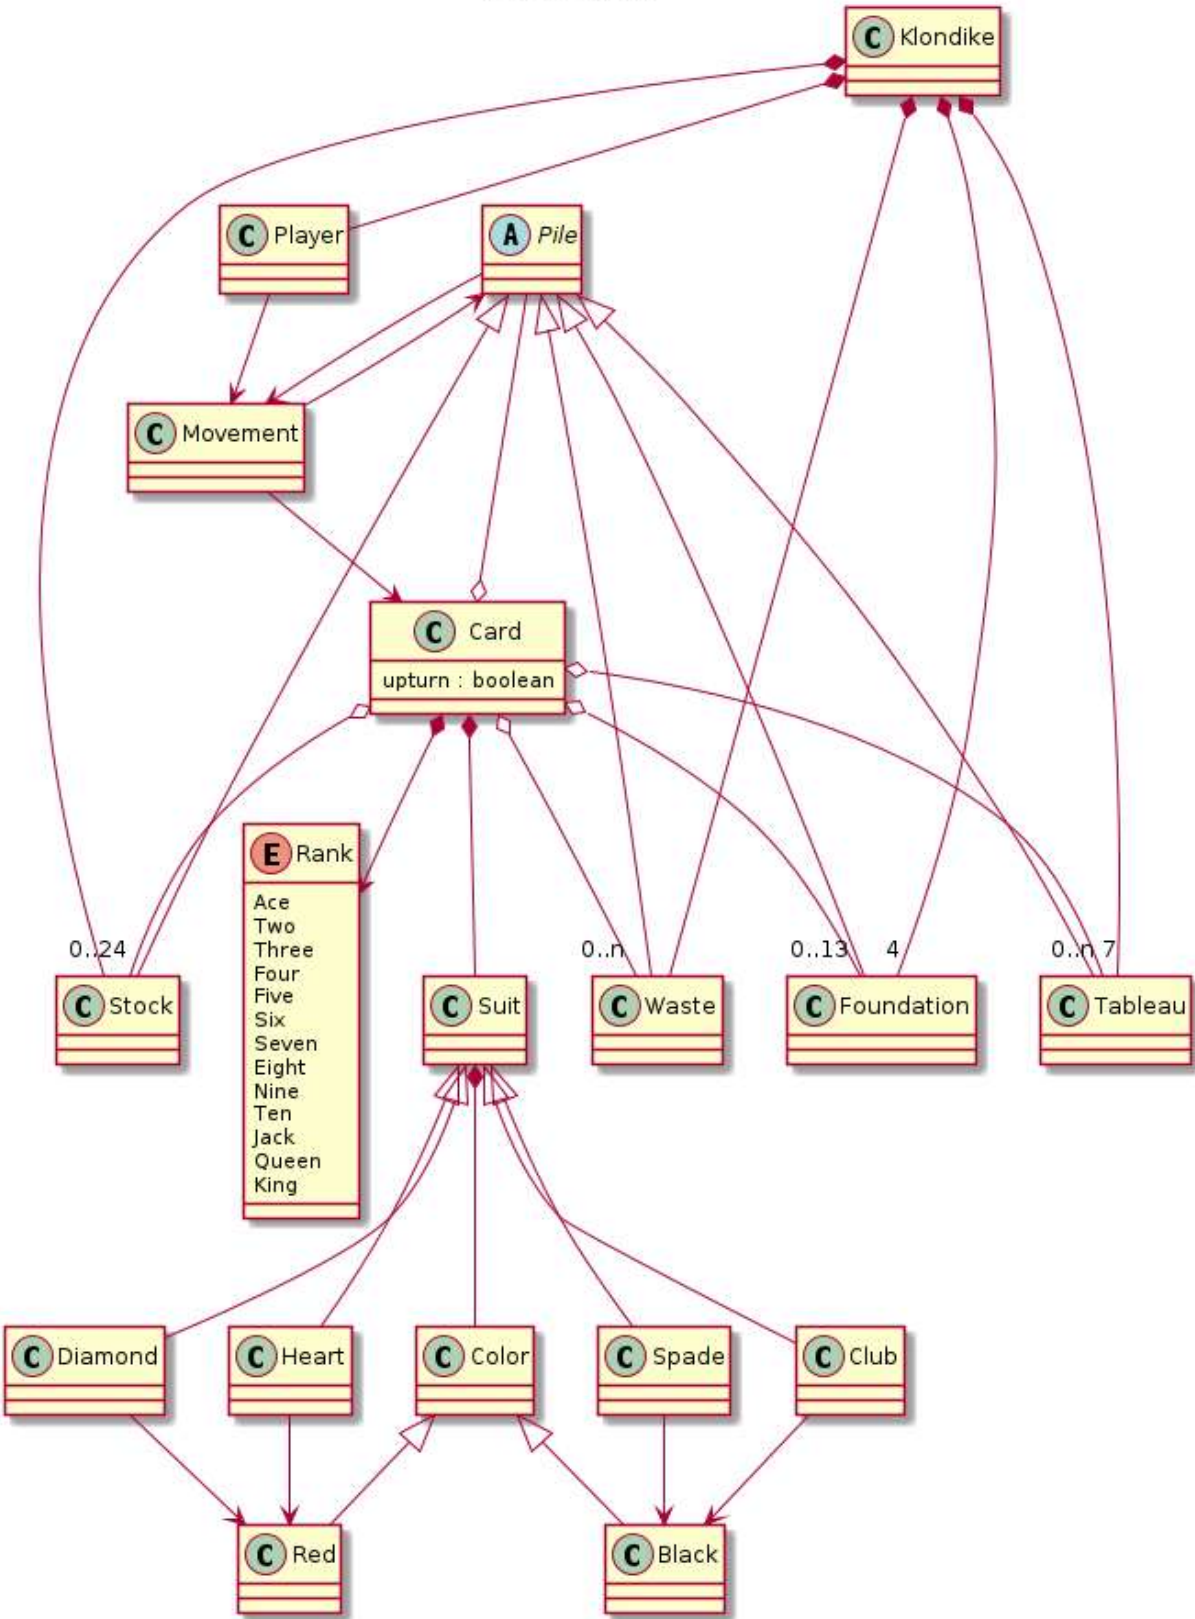 C Klondike
C Player
A Pile
C Movement
C Card
upturn : boolean
E Rank
Ace
Two
Three
Four
Five
Six
Seven
Eight
Nine
Ten
Jack
Queen
King
0..24
0..n
0..13
4
0..n
7
C Stock
C Suit
C Waste
C Foundation
C Tableau
C Diamond
C Heart
C Color
C Spade
C Club
C Red
C Black